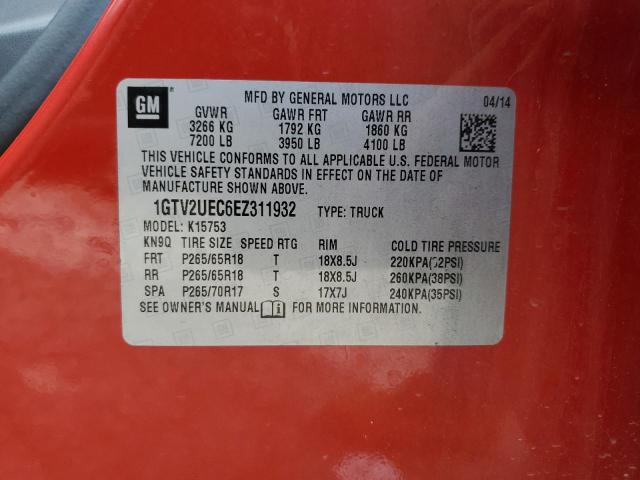 GM
MFD BY GENERAL MOTORS LLC 04/14
GVWR GAWR FRT GAWR RR
3266 KG 1792 KG 1860 KG
7200 LB 3950 LB 4100 LB
THIS VEHICLE CONFORMS TO ALL APPLICABLE U.S. FEDERAL MOTOR
VEHICLE SAFETY STANDARDS IN EFFECT ON THE DATE OF
MANUFACTURE SHOWN ABOVE.
1GTV2UEC6EZ311932 TYPE: TRUCK
MODEL: K15753
KN9Q TIRE SIZE SPEED RTG RIM COLD TIRE PRESSURE
FRT P265/65R18 T 18X8.5J 220KPA(32PSI)
RR P265/65R18 T 18X8.5J 260KPA(38PSI)
SPA P265/70R17 S 17X7J 240KPA(35PSI)
SEE OWNER'S MANUAL FOR MORE INFORMATION.